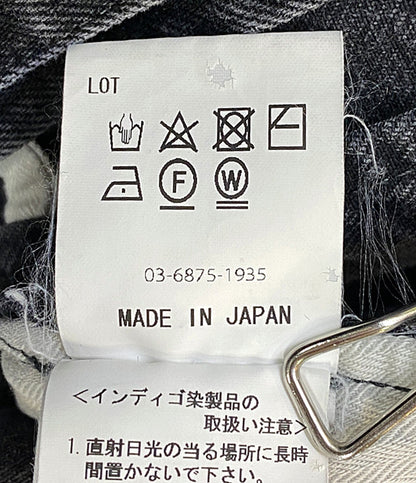 LOT
F W
03-6875-1935
MADE IN JAPAN
<インディゴ染製品の
取扱い注意>
1. 直射日光の当る場所に長時
間置かないで下さい。